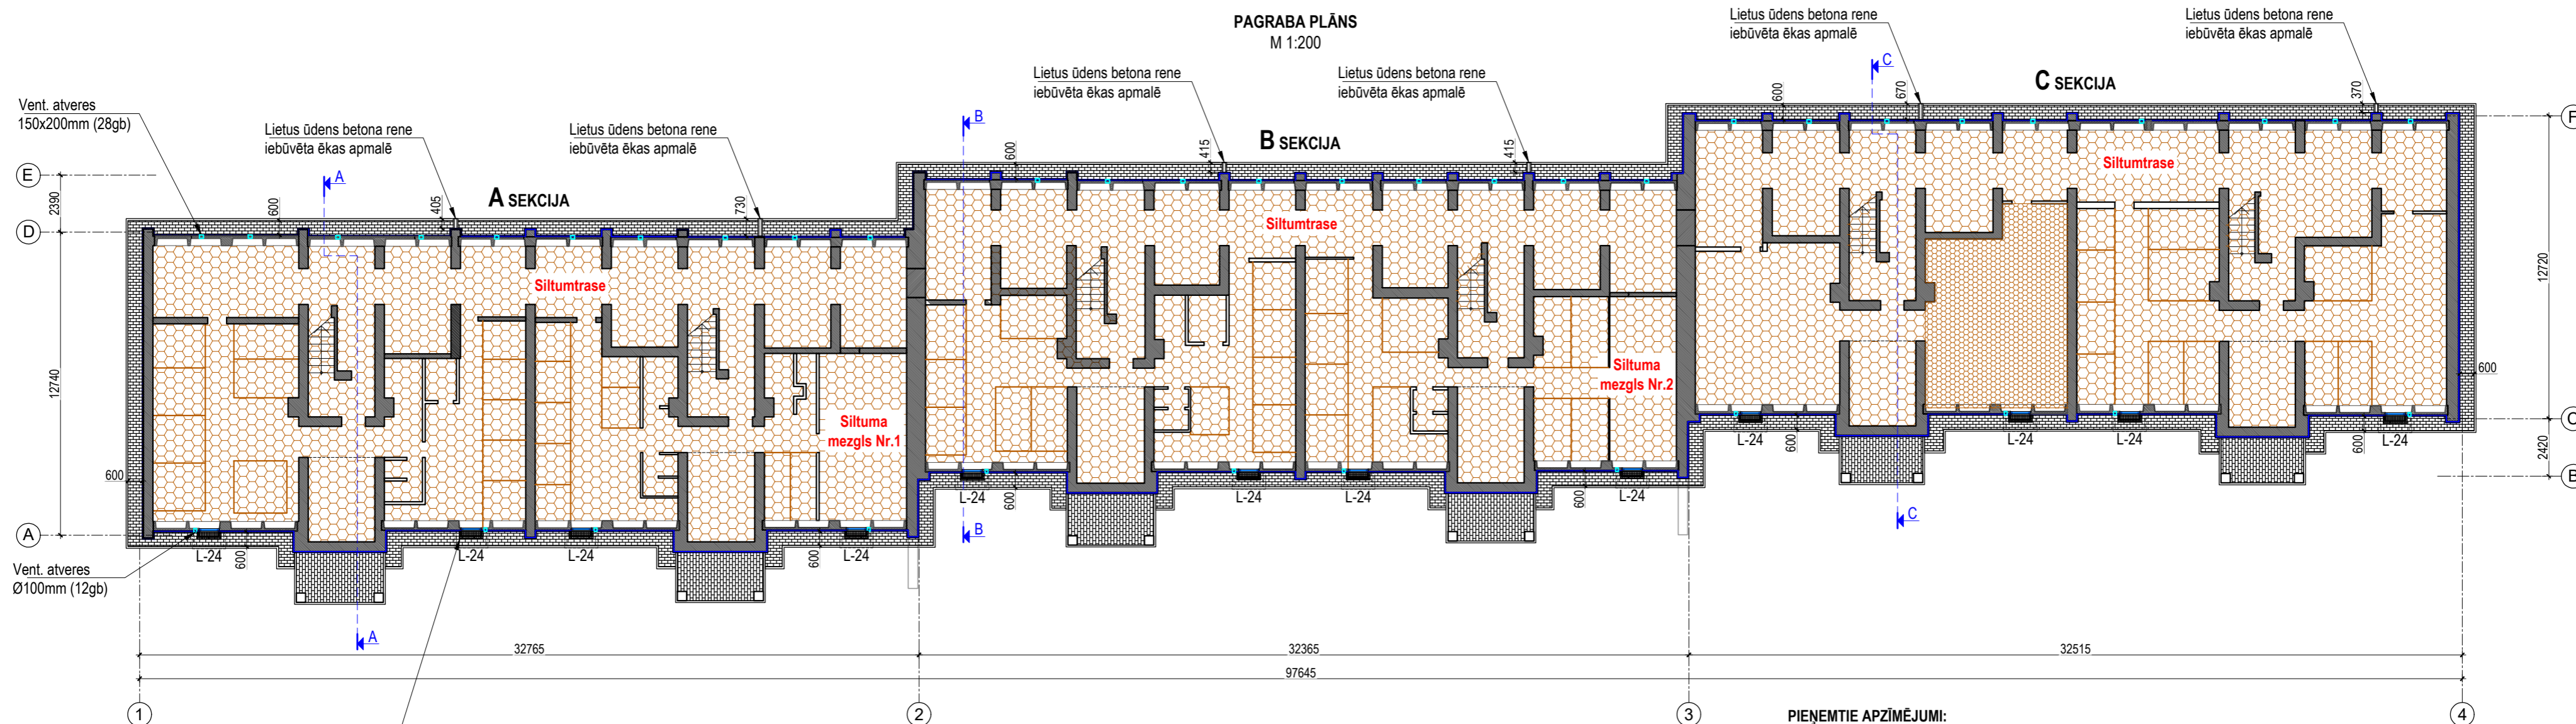 PAGRABA PLĀNS
M 1:200
Lietus ūdens betona rene
iebūvēta ēkas apmalē
Lietus ūdens betona rene
iebūvēta ēkas apmalē
Lietus ūdens betona rene
iebūvēta ēkas apmalē
Lietus ūdens betona rene
iebūvēta ēkas apmalē
Vent. atveres
150x200mm (28gb)
Lietus ūdens betona rene
iebūvēta ēkas apmalē
Lietus ūdens betona rene
iebūvēta ēkas apmalē
A SEKCIJA
B SEKCIJA
C SEKCIJA
A
B
C
600
405
730
600
415
415
600
670
370
E
D
A
F
C
B
2390
12740
12720
2420
Siltumtrase
Siltumtrase
Siltumtrase
Siltuma
mezgls Nr.1
Siltuma
mezgls Nr.2
600
600
L-24
600
L-24
L-24
600
L-24
L-24
600
L-24
L-24
600
L-24
L-24
600
L-24
L-24
600
L-24
Vent. atveres
Ø100mm (12gb)
A
B
C
32765
32365
32515
97645
1
2
3
4
PIEŅEMTIE APZĪMĒJUMI: